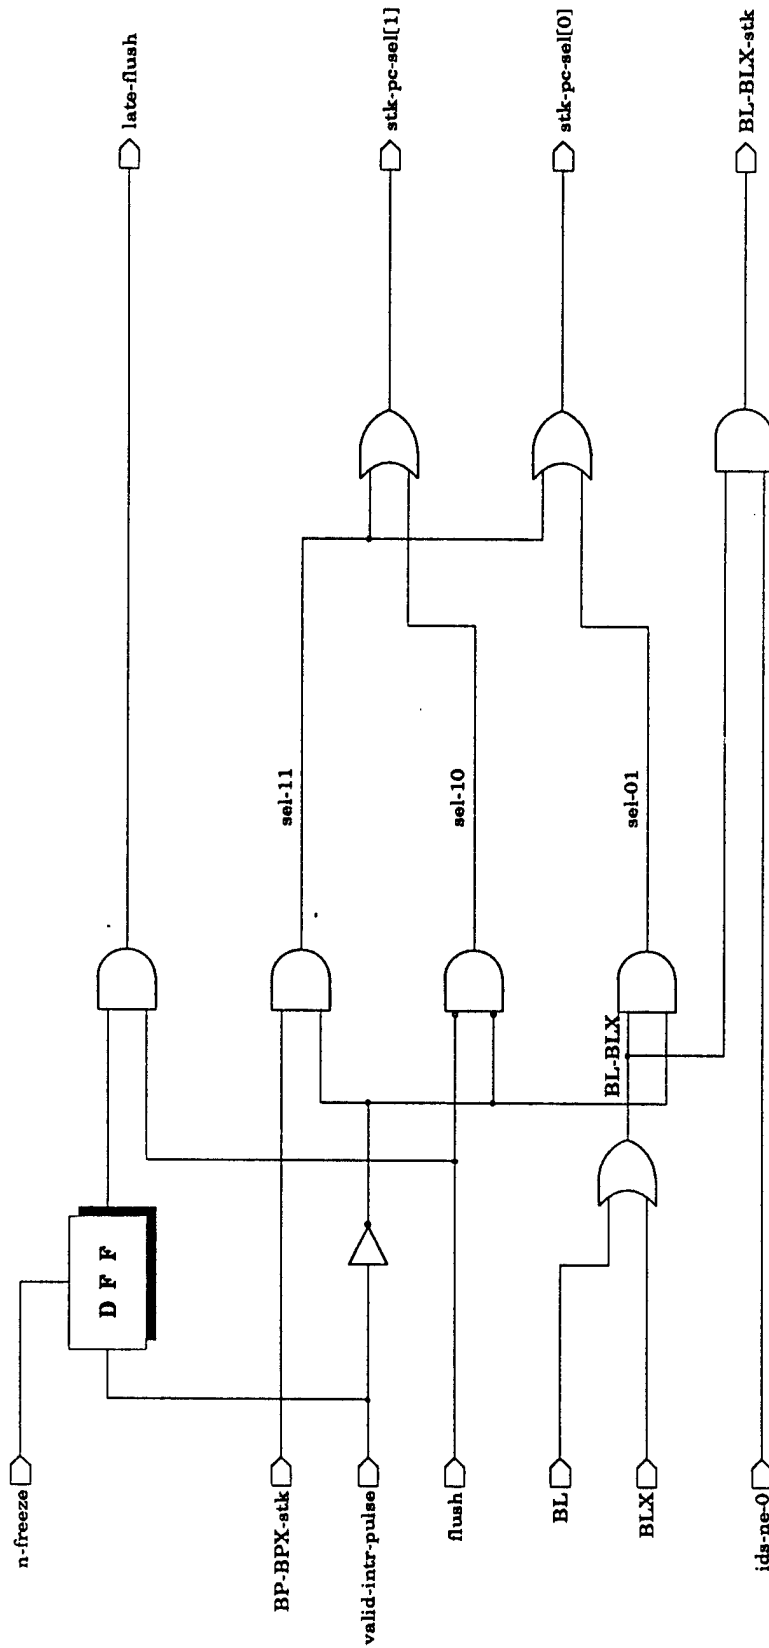 n-freeze
BP-BPX-stk
valid-intr-pulse
flush
BL
BLX
ids-ne-0
D F F
BL-BLX
sel-11
sel-10
sel-01
late-flush
stk-pc-sel[1]
stk-pc-sel[0]
BL-BLX-stk